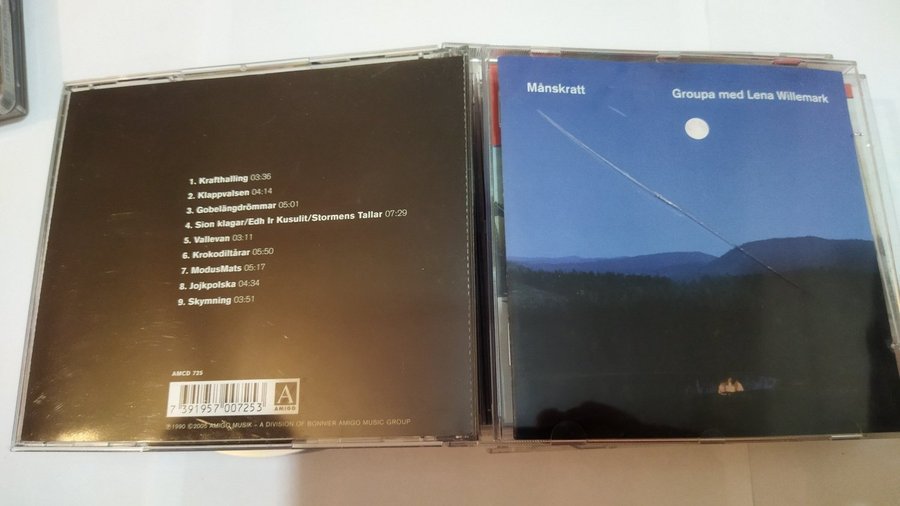 1. Krafthalling 03:36
2. Klappvalsen 04:14
3. Gobelängdrömmar 05:01
4. Sion klagar/Edh Ir Kusulit/Stormens Tallar 07:29
5. Vallevan 03:11
6. Krokodiltårar 05:50
7. ModusMats 05:17
8. Jojkpolska 04:34
9. Skymning 03:51
AMCD 725
7 391957 007253
A
AMIGO
℗1990 ©2005 AMIGO MUSIK – A DIVISION OF BONNIER AMIGO MUSIC GROUP
Månskratt
Groupa med Lena Willemark